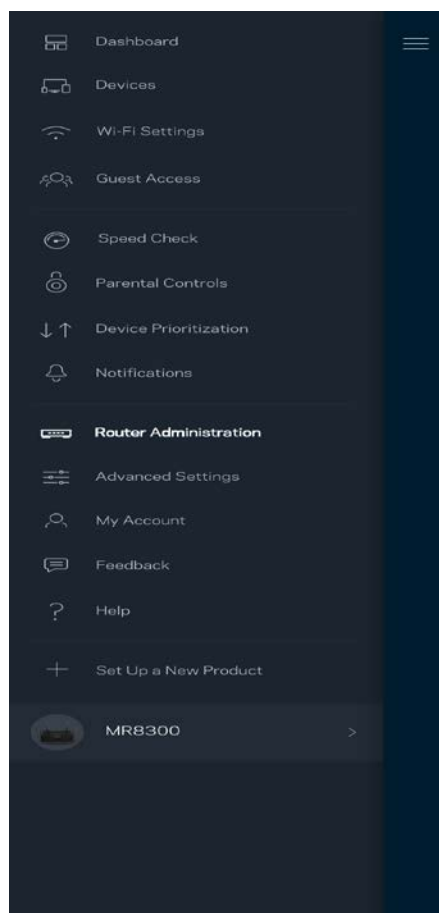 Dashboard
Devices
Wi-Fi Settings
Guest Access
Speed Check
Parental Controls
Device Prioritization
Notifications
Router Administration
Advanced Settings
My Account
Feedback
Help
Set Up a New Product
MR8300